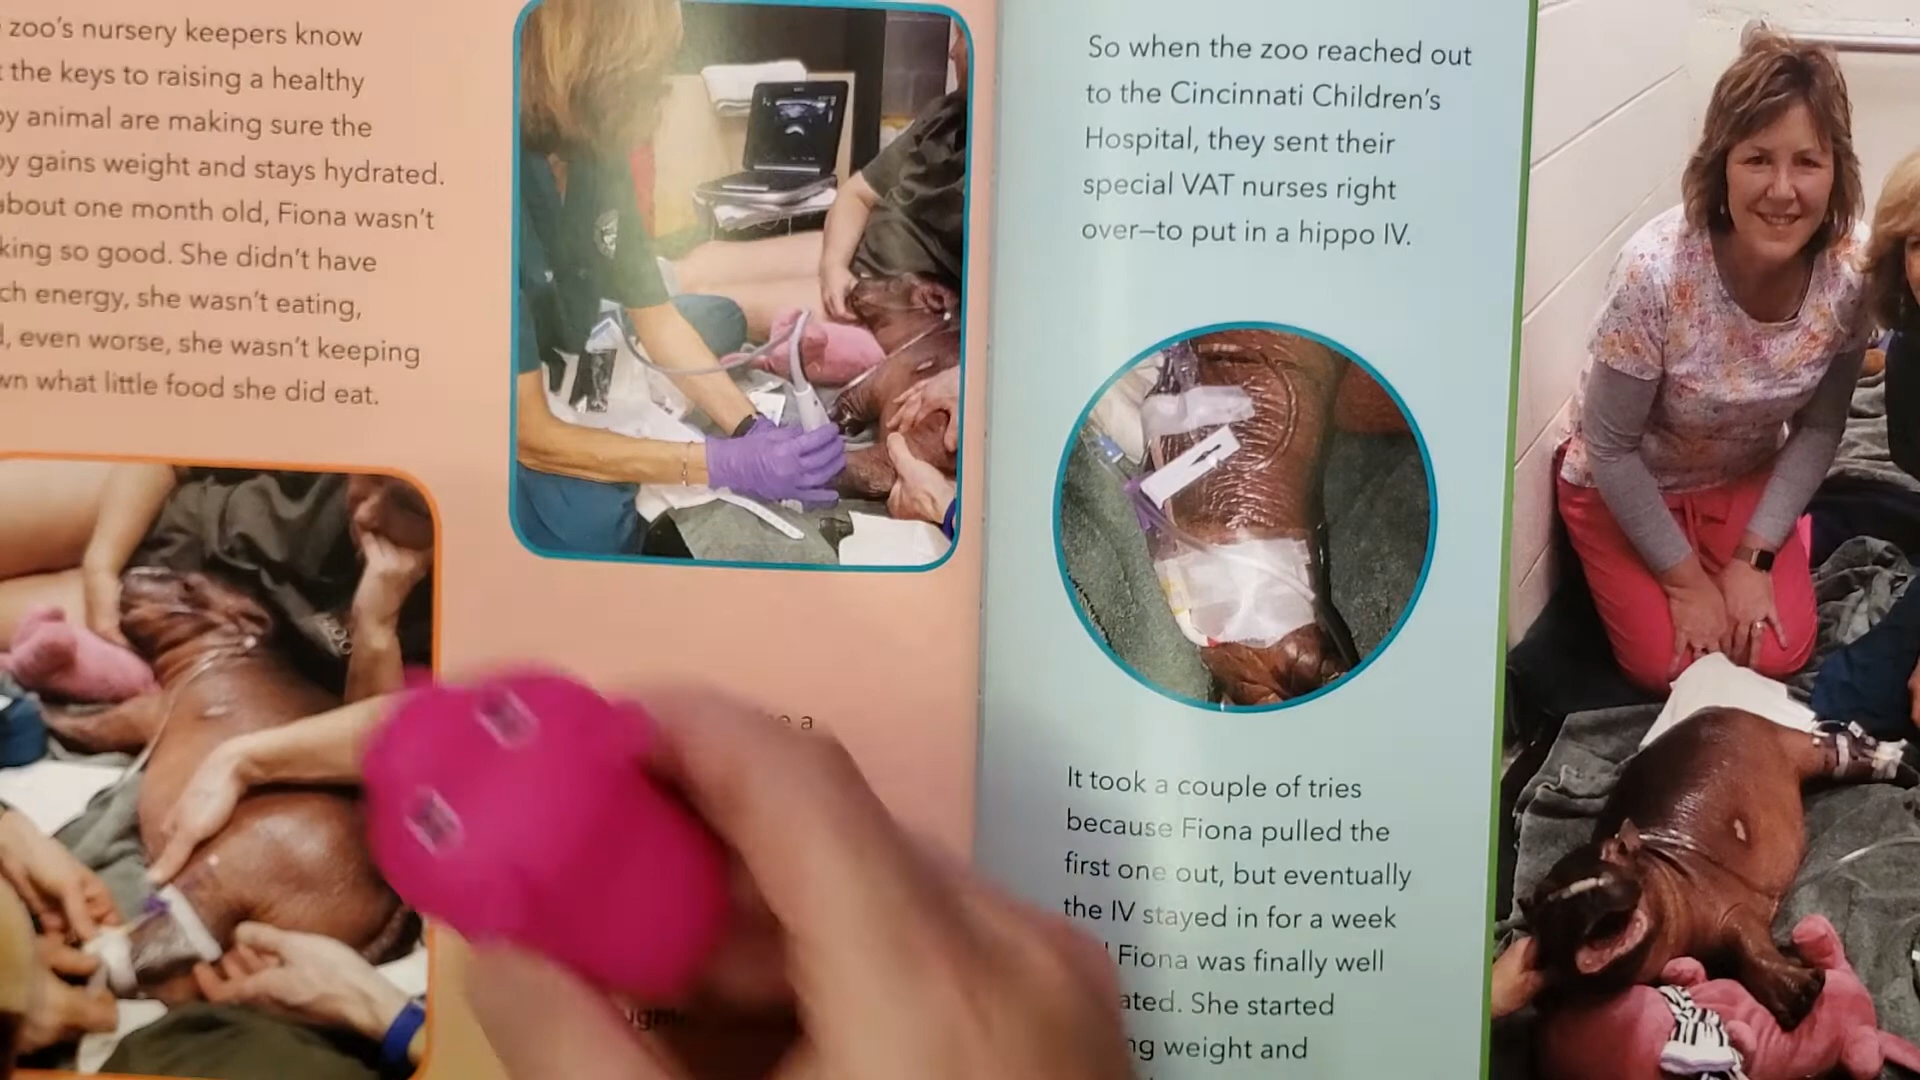 zoo's nursery keepers know
the keys to raising a healthy
animal are making sure the
gains weight and stays hydrated.
about one month old, Fiona wasn't
so good. She didn't have
energy, she wasn't eating,
even worse, she wasn't keeping
what little food she did eat.
a
So when the zoo reached out
to the Cincinnati Children's
Hospital, they sent their
special VAT nurses right
over—to put in a hippo IV.
It took a couple of tries
because Fiona pulled the
first one out, but eventually
the IV stayed in for a week
Fiona was finally well
She started
weight and